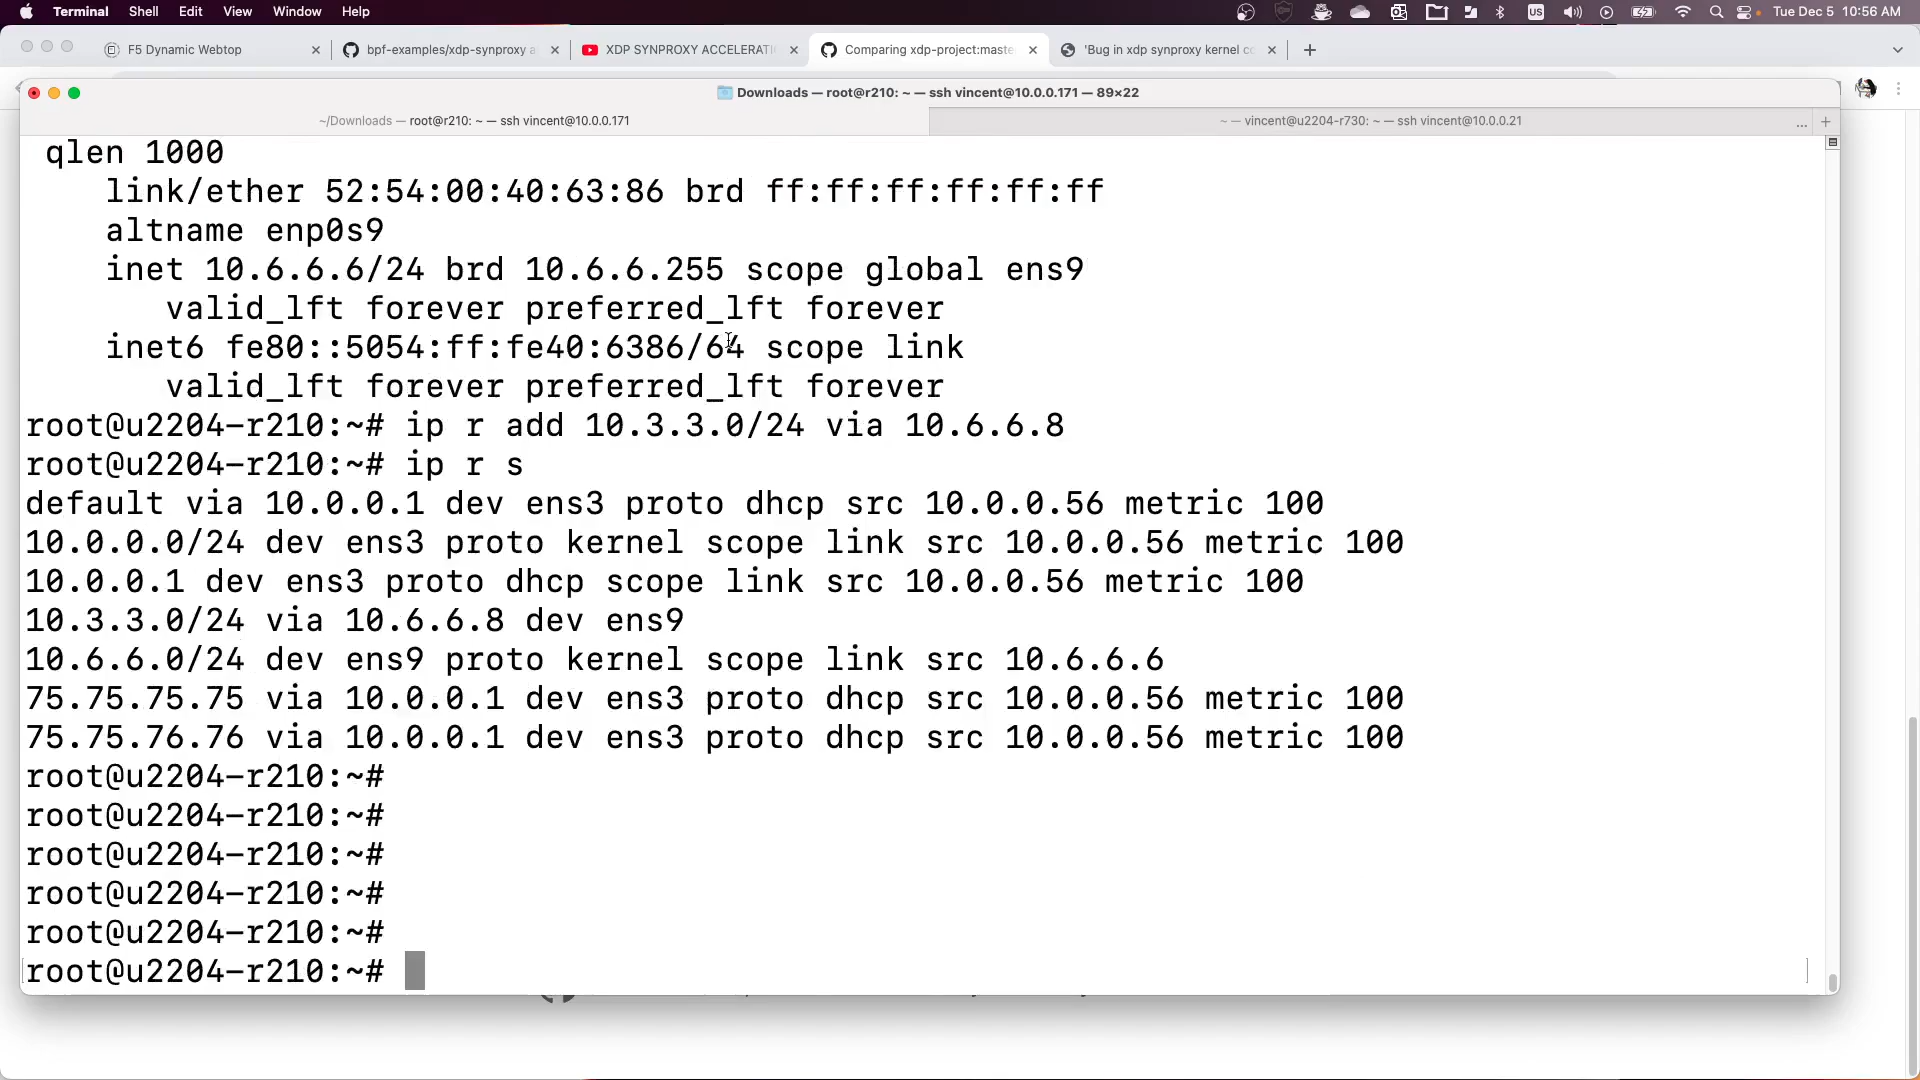 Terminal Shell Edit View Window Help US Tue Dec 5 10:56 AM
F5 Dynamic Webtop bpf-examples/xdp-synproxy a XDP SYNPROXY ACCELERATI Comparing xdp-project:maste 'Bug in xdp synproxy kernel co
Downloads — root@r210: ~ — ssh vincent@10.0.0.171 — 89×22
~/Downloads — root@r210: ~ — ssh vincent@10.0.0.171 ~ — vincent@u2204-r730: ~ — ssh vincent@10.0.0.21 ...
qlen 1000
link/ether 52:54:00:40:63:86 brd ff:ff:ff:ff:ff:ff
altname enp0s9
inet 10.6.6.6/24 brd 10.6.6.255 scope global ens9
valid_lft forever preferred_lft forever
inet6 fe80::5054:ff:fe40:6386/64 scope link
valid_lft forever preferred_lft forever
root@u2204-r210:~# ip r add 10.3.3.0/24 via 10.6.6.8
root@u2204-r210:~# ip r s
default via 10.0.0.1 dev ens3 proto dhcp src 10.0.0.56 metric 100
10.0.0.0/24 dev ens3 proto kernel scope link src 10.0.0.56 metric 100
10.0.0.1 dev ens3 proto dhcp scope link src 10.0.0.56 metric 100
10.3.3.0/24 via 10.6.6.8 dev ens9
10.6.6.0/24 dev ens9 proto kernel scope link src 10.6.6.6
75.75.75.75 via 10.0.0.1 dev ens3 proto dhcp src 10.0.0.56 metric 100
75.75.76.76 via 10.0.0.1 dev ens3 proto dhcp src 10.0.0.56 metric 100
root@u2204-r210:~#
root@u2204-r210:~#
root@u2204-r210:~#
root@u2204-r210:~#
root@u2204-r210:~#
root@u2204-r210:~#